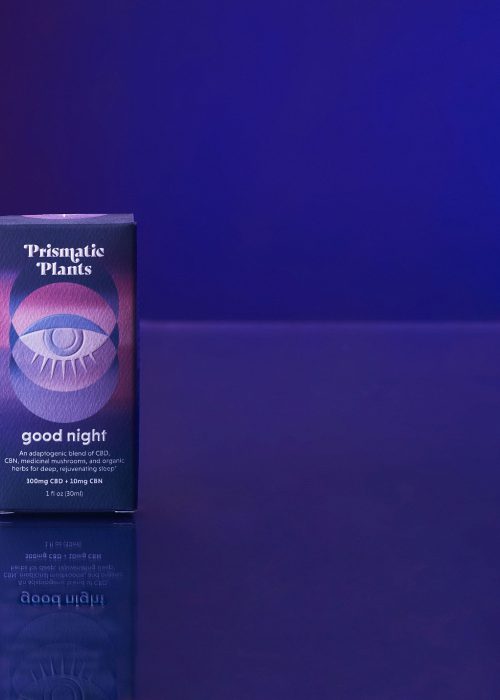 Prismatic
Plants
good night
An adaptogenic blend of CBD,
CBN, medicinal mushrooms, and organic
herbs for deep, rejuvenating sleep*
300mg CBD + 10mg CBN
1 fl oz (30ml)